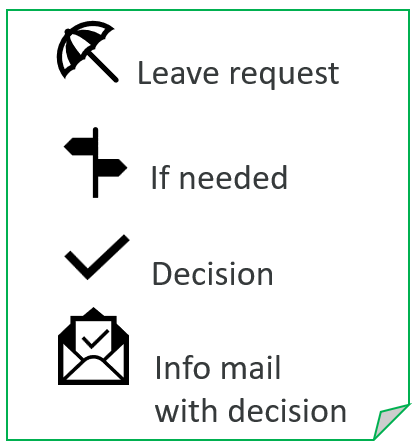 Leave request
If needed
Decision
Info mail
with decision